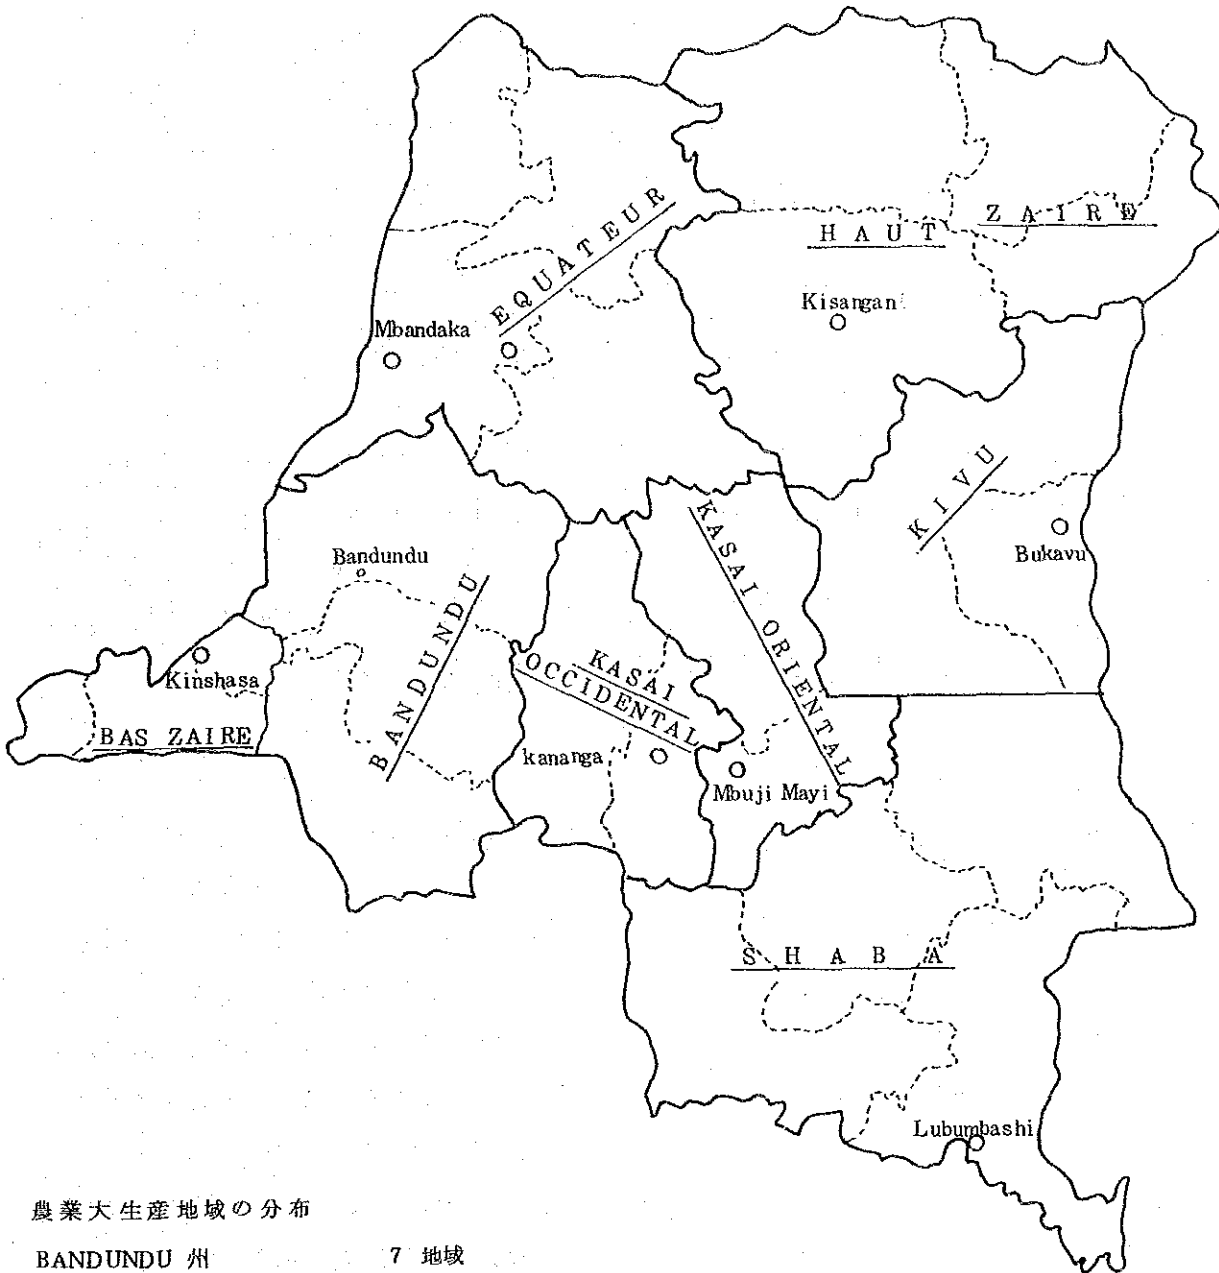 HAUT ZAIRE
EQUATEUR
Kisangani
Mbandaka
KIVU
Bukavu
KASAI ORIENTAL
Bandundu
BANDUNDU
KASAI
OCCIDENTAL
Kinshasa
BAS ZAIRE
kananga
Mbuji Mayi
SHABA
Lubumbashi
農業大生産地域の分布
BANDUNDU 州 7 地域